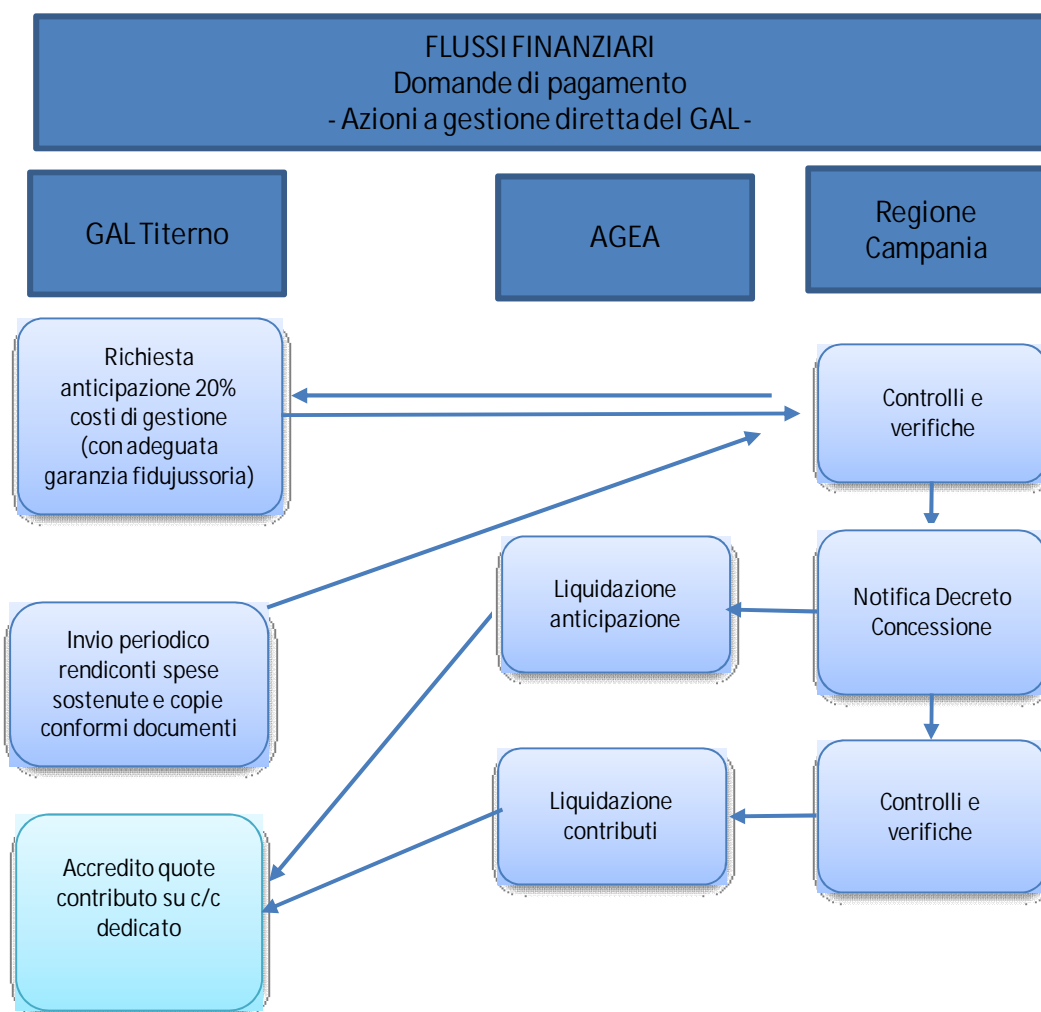 FLUSSI FINANZIARI
Domande di pagamento
- Azioni a gestione diretta del GAL -
GAL Titerno
AGEA
Regione
Campania
Richiesta
anticipazione 20%
costi di gestione
(con adeguata
garanzia fidujussoria)
Controlli e
verifiche
Liquidazione
anticipazione
Notifica Decreto
Concessione
Invio periodico
rendiconti spese
sostenute e copie
conformi documenti
Liquidazione
contributi
Controlli e
verifiche
Accredito quote
contributo su c/c
dedicato